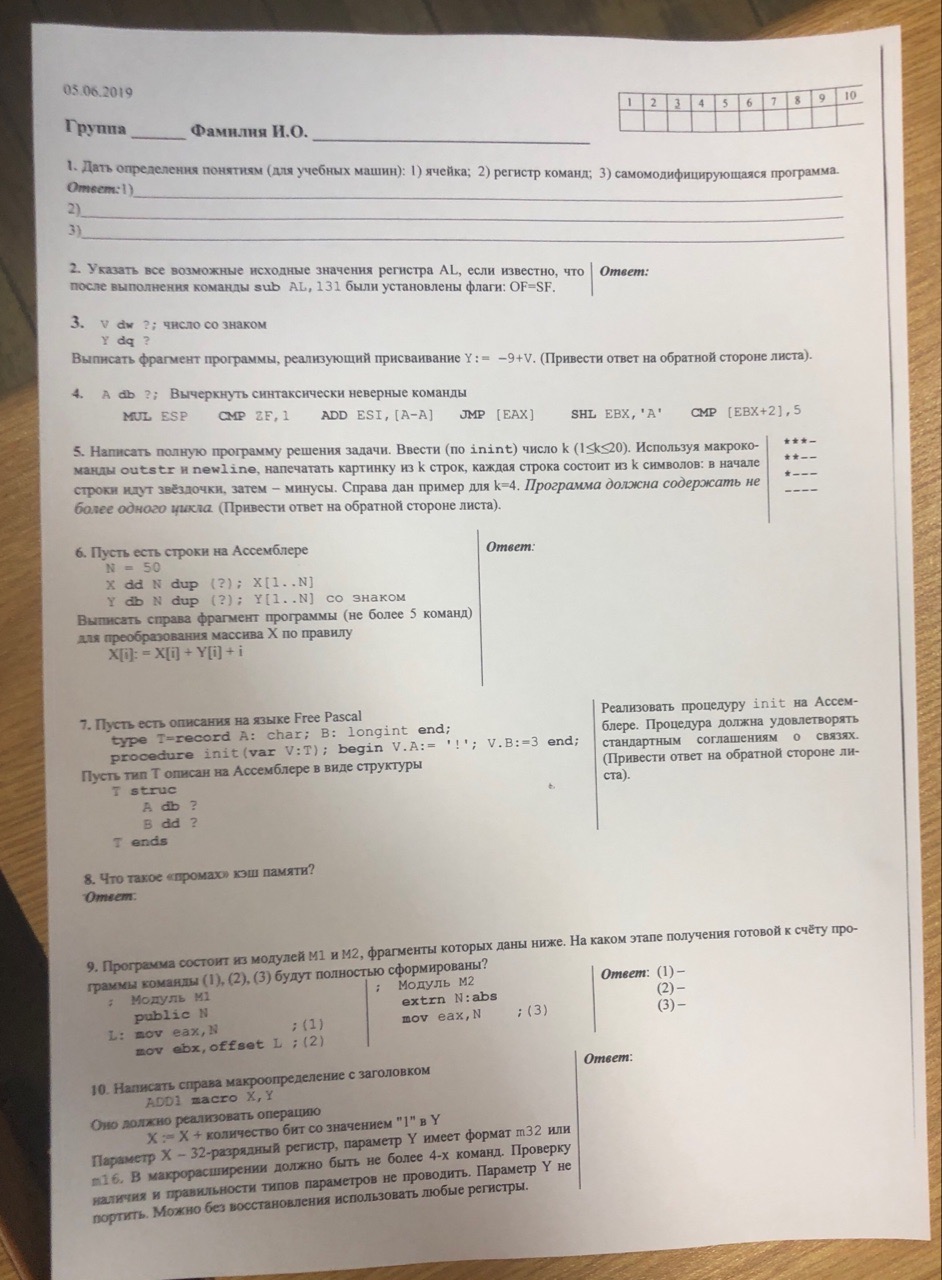 05.06.2019
1 2 3 4 5 6 7 8 9 10
Группа ______ Фамилия И.О. ______________________
1. Дать определения понятиям (для учебных машин): 1) ячейка; 2) регистр команд; 3) самомодифицирующаяся программа.
Ответ:1)
2)
3)
2. Указать все возможные исходные значения регистра AL, если известно, что
после выполнения команды sub AL,131 были установлены флаги: OF=SF.
Ответ:
3. V dw ?; число со знаком
Y dq ?
Выписать фрагмент программы, реализующий присваивание Y:= -9+V. (Привести ответ на обратной стороне листа).
4. A db ?; Вычеркнуть синтаксически неверные команды
MUL ESP CMP ZF,1 ADD ESI,[A-A] JMP [EAX] SHL EBX,'A' CMP [EBX+2],5
5. Написать полную программу решения задачи. Ввести (по inint) число k (1≤k≤20). Используя макроко-
манды outstr и newline, напечатать картинку из k строк, каждая строка состоит из k символов: в начале
строки идут звёздочки, затем – минусы. Справа дан пример для k=4. Программа должна содержать не
более одного цикла. (Привести ответ на обратной стороне листа).
***-
**--
*---
----
6. Пусть есть строки на Ассемблере
N = 50
X dd N dup (?); X[1..N]
Y db N dup (?); Y[1..N] со знаком
Выписать справа фрагмент программы (не более 5 команд)
для преобразования массива X по правилу
X[i]: = X[i] + Y[i] + i
Ответ:
7. Пусть есть описания на языке Free Pascal
type T=record A: char; B: longint end;
procedure init(var V:T); begin V.A:= '!'; V.B:=3 end;
Пусть тип T описан на Ассемблере в виде структуры
T struc
A db ?
B dd ?
T ends
Реализовать процедуру init на Ассем-
блере. Процедура должна удовлетворять
стандартным соглашениям о связях.
(Привести ответ на обратной стороне ли-
ста).
8. Что такое «промах» кэш памяти?
Ответ:
9. Программа состоит из модулей M1 и M2, фрагменты которых даны ниже. На каком этапе получения готовой к счёту про-
граммы команды (1), (2), (3) будут полностью сформированы?
; Модуль M1
public N
L: mov eax,N ;(1)
mov ebx,offset L ;(2)
; Модуль M2
extrn N:abs
mov eax,N ;(3)
Ответ: (1) –
(2) –
(3) –
10. Написать справа макроопределение с заголовком
ADD1 macro X,Y
Оно должно реализовать операцию
X := X + количество бит со значением "1" в Y
Параметр X – 32-разрядный регистр, параметр Y имеет формат m32 или
m16. В макрорасширении должно быть не более 4-х команд. Проверку
наличия и правильности типов параметров не проводить. Параметр Y не
портить. Можно без восстановления использовать любые регистры.
Ответ: